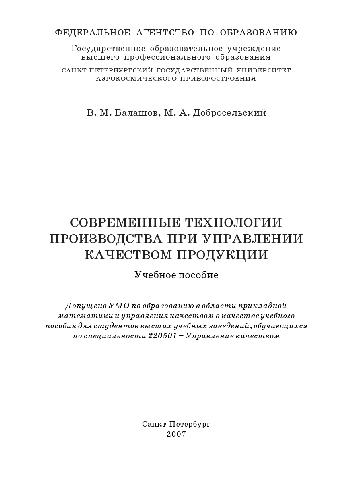 ФЕДЕРАЛЬНОЕ АГЕНТСТВО ПО ОБРАЗОВАНИЮ
Государственное образовательное учреждение
высшего профессионального образования
САНКТ-ПЕТЕРБУРГСКИЙ ГОСУДАРСТВЕННЫЙ УНИВЕРСИТЕТ
АЭРОКОСМИЧЕСКОГО ПРИБОРОСТРОЕНИЯ
В. М. Балашов, М. А. Добросельский
СОВРЕМЕННЫЕ ТЕХНОЛОГИИ
ПРОИЗВОДСТВА ПРИ УПРАВЛЕНИИ
КАЧЕСТВОМ ПРОДУКЦИИ
Учебное пособие
Допущено УМО по образованию в области прикладной
математики и управления качеством в качестве учебного
пособия для студентов высших учебных заведений, обучающихся
по специальности 220501 – Управление качеством
Санкт-Петербург
2007